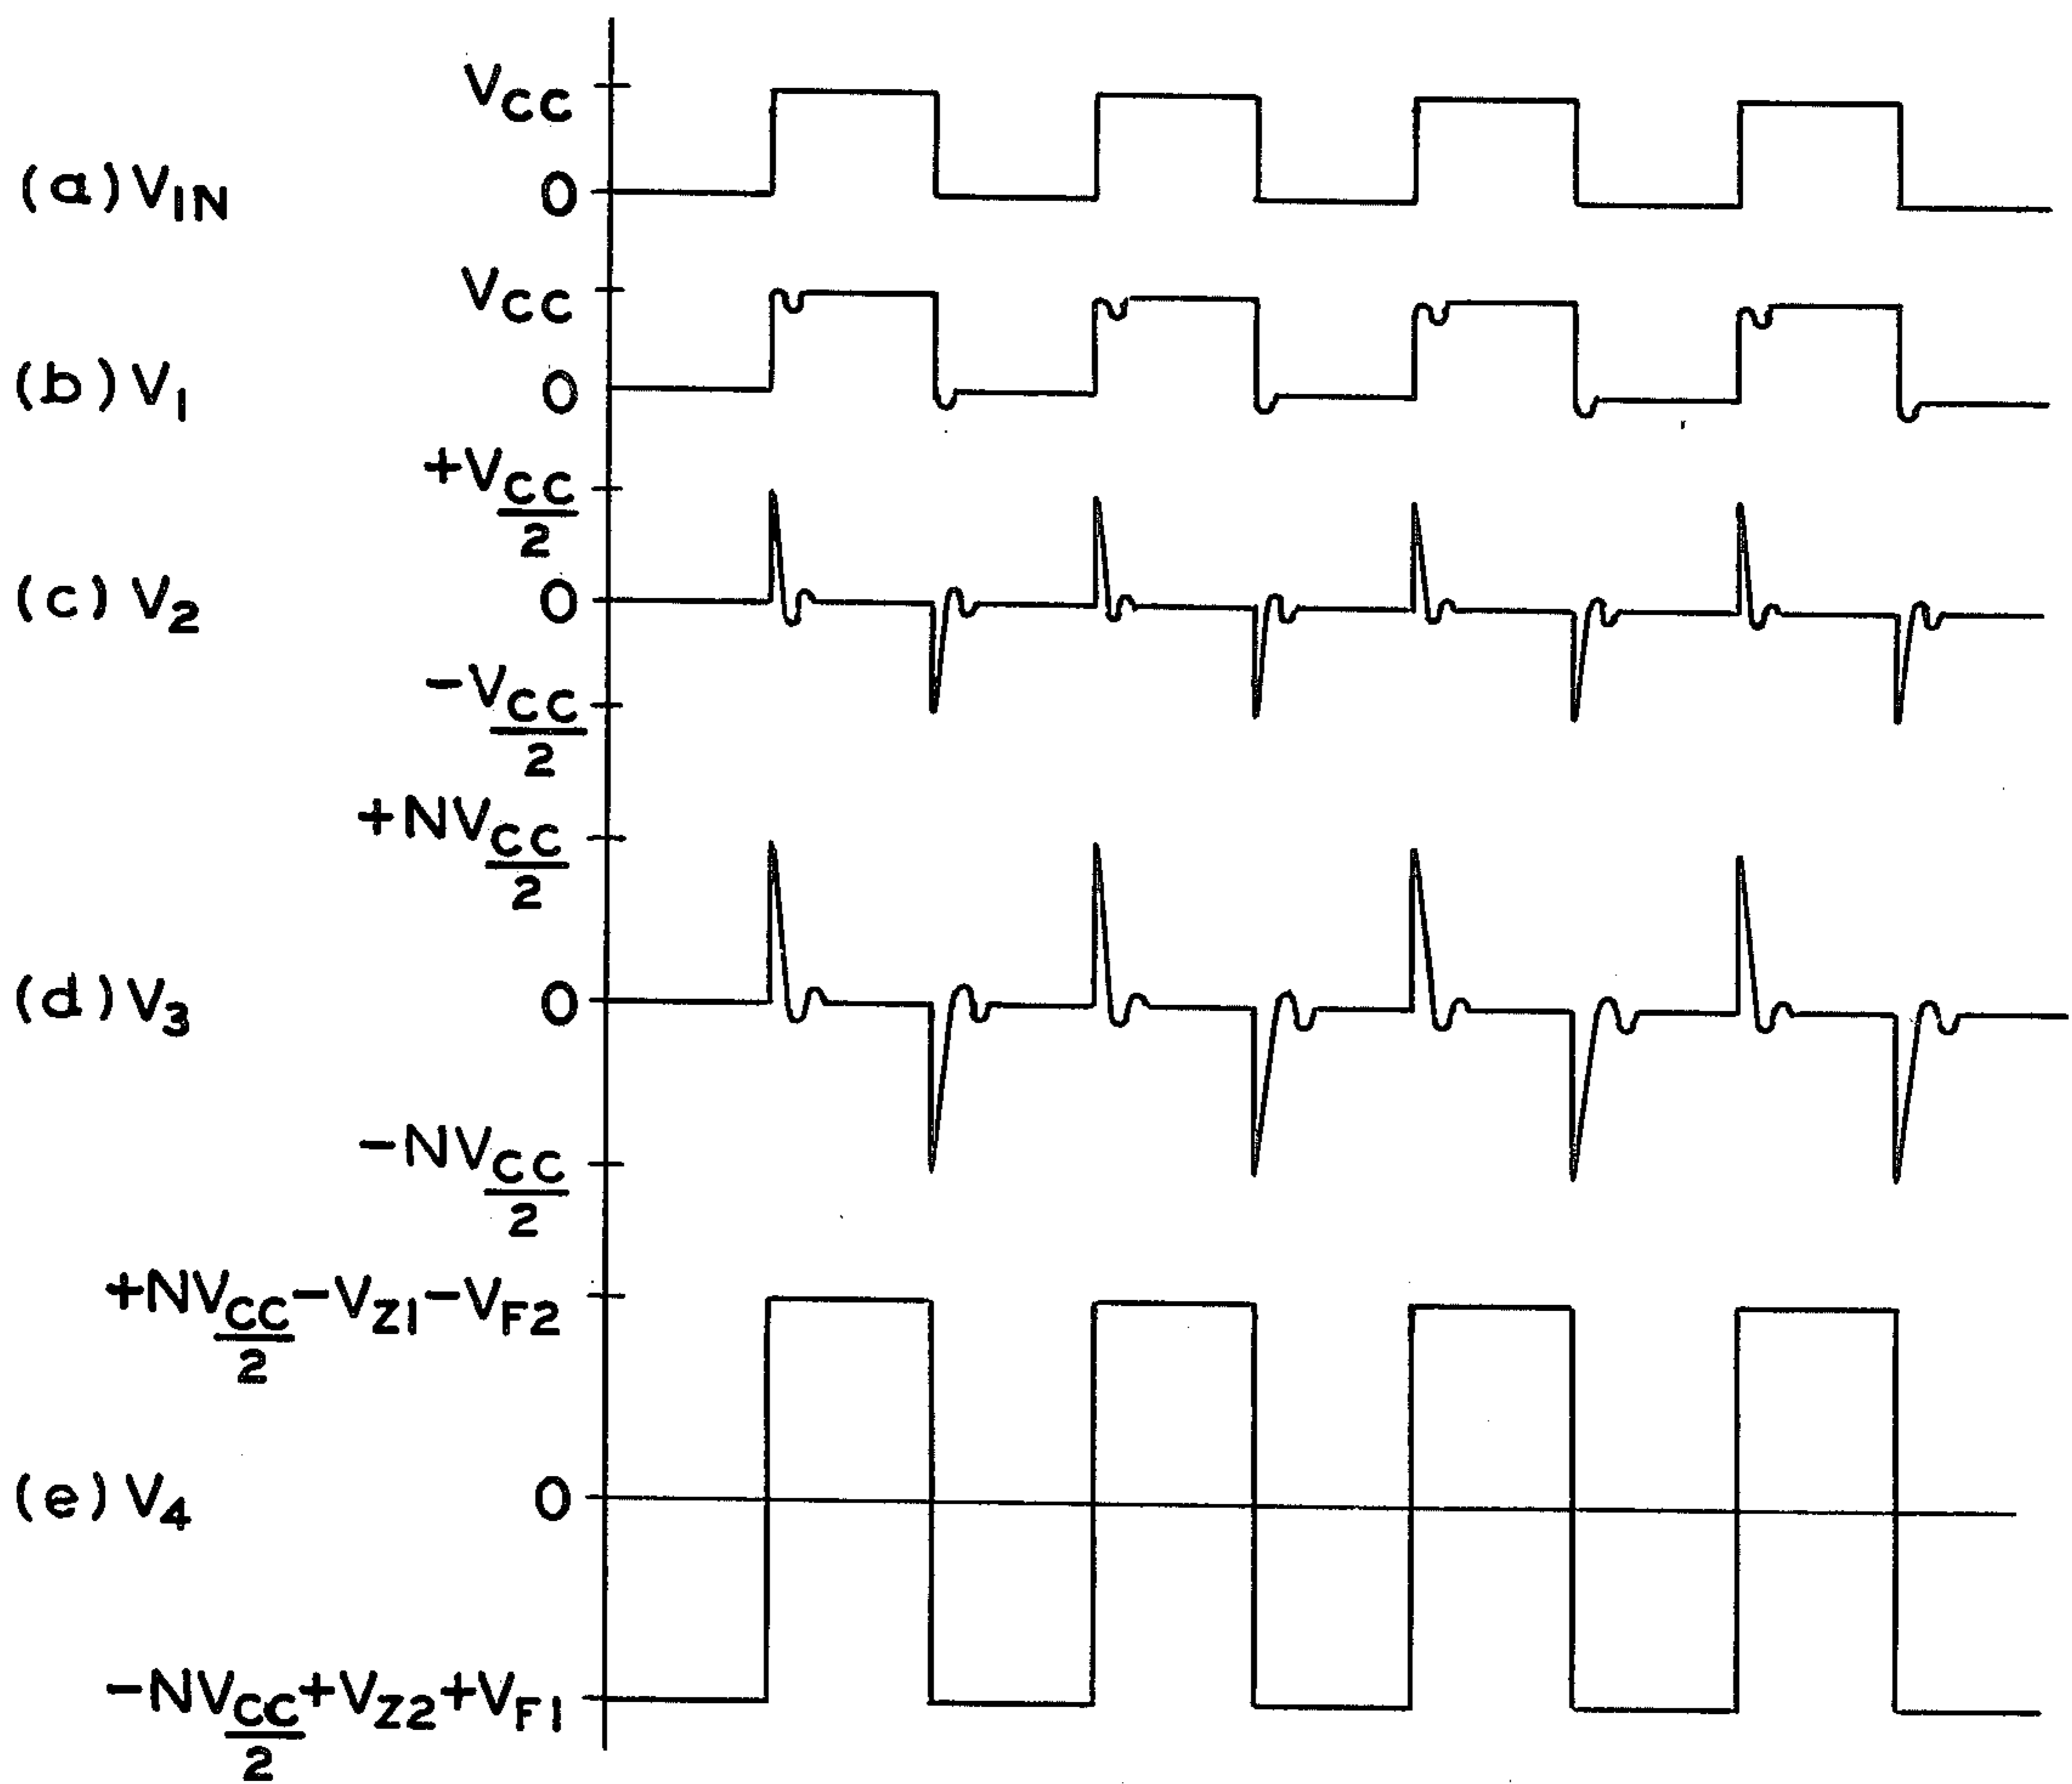 VCC
(a) VIN 0
VCC
(b) V1 0
+VCC/2
(c) V2 0
-VCC/2
+NVCC/2
(d) V3 0
-NVCC/2
+NVCC/2-VZ1-VF2
(e) V4 0
-NVCC/2+VZ2+VF1